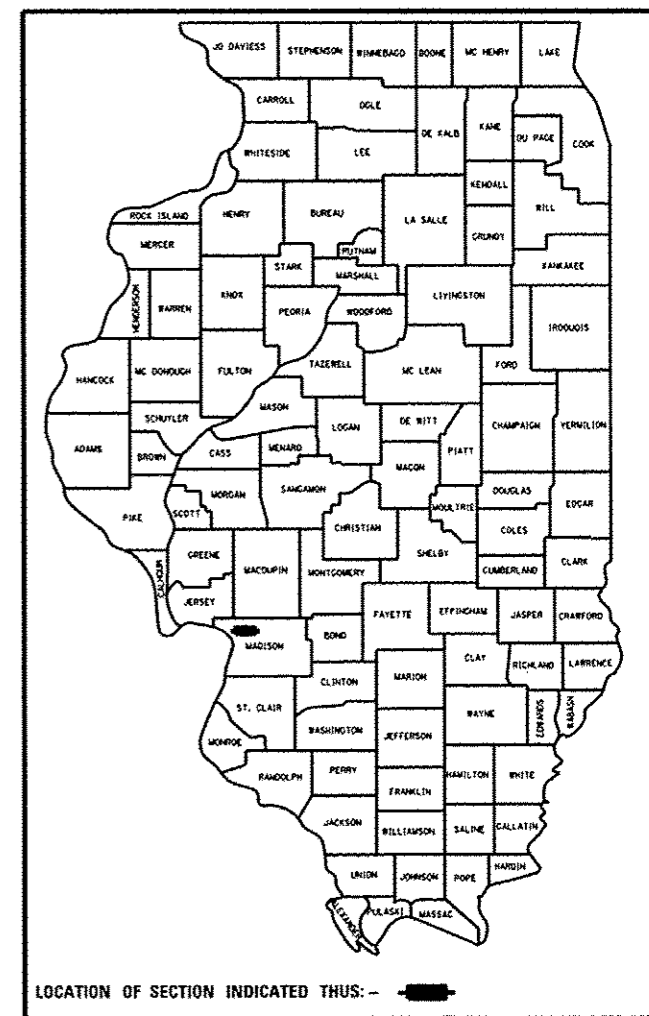 JO DAVIESS STEPHENSON WINNEBAGO BOONE MC HENRY LAKE
CARROLL OGLE DE KALB KANE DU PAGE COOK
WHITESIDE LEE
KENDALL WILL
ROCK ISLAND HENRY BUREAU LA SALLE GRUNDY
MERCER PUTNAM KANKAKEE
STARK MARSHALL
HENDERSON WARREN KNOX PEORIA WOODFORD LIVINGSTON IROQUOIS
HANCOCK MC DONOUGH FULTON TAZEWELL MC LEAN FORD
MASON
SCHUYLER LOGAN DE WITT CHAMPAIGN VERMILION
ADAMS BROWN CASS MENARD MACON PIATT
PIKE SCOTT MORGAN SANGAMON CHRISTIAN MOULTRIE DOUGLAS EDGAR
COLES
GREENE MACOUPIN MONTGOMERY SHELBY CUMBERLAND CLARK
CALHOUN JERSEY FAYETTE EFFINGHAM JASPER CRAWFORD
MADISON BOND CLAY RICHLAND LAWRENCE
CLINTON MARION
ST. CLAIR WAYNE EDWARDS WABASH
MONROE WASHINGTON JEFFERSON
RANDOLPH PERRY HAMILTON WHITE
FRANKLIN
JACKSON WILLIAMSON SALINE GALLATIN
UNION JOHNSON POPE HARDIN
ALEXANDER PULASKI MASSAC
LOCATION OF SECTION INDICATED THUS:-